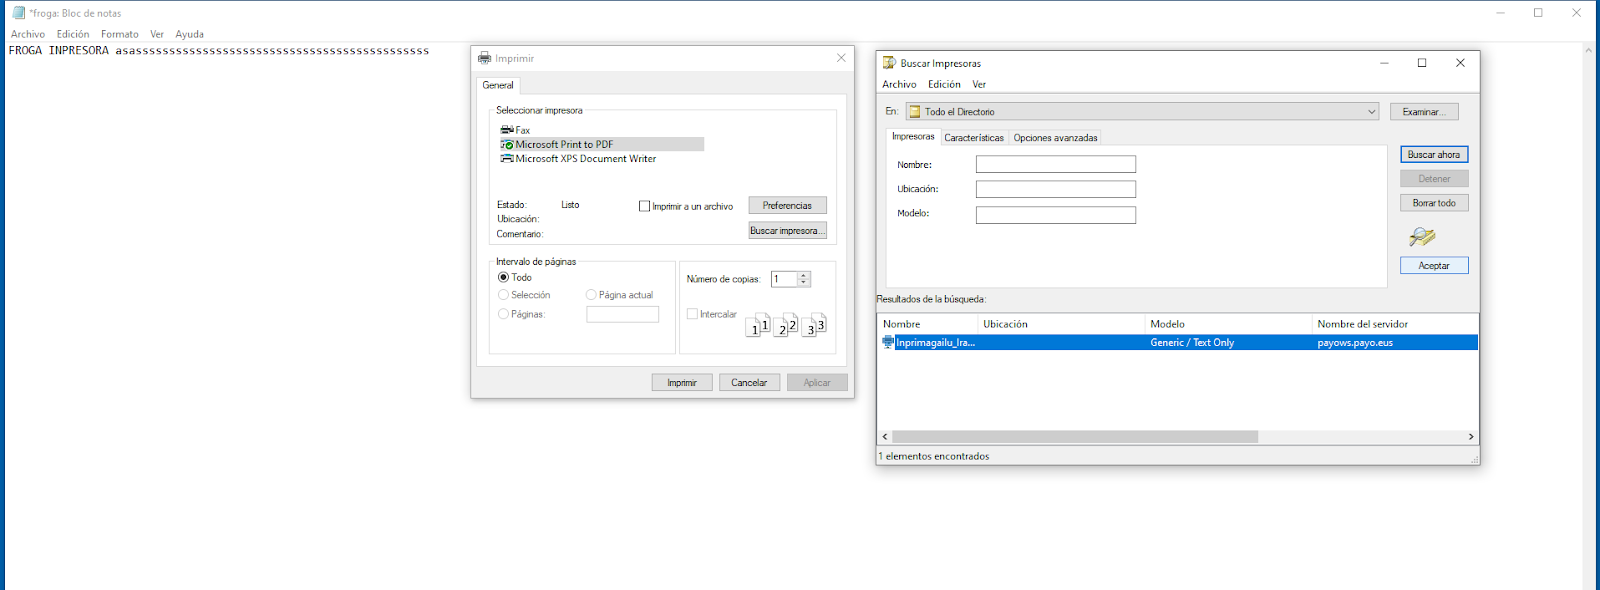 *froga: Bloc de notas
Archivo Edición Formato Ver Ayuda
FROGA INPRESORA asasssssssssssssssssssssssssssssssssssssssssssss
Imprimir
General
Seleccionar impresora
Fax
Microsoft Print to PDF
Microsoft XPS Document Writer
Estado: Listo
Imprimir a un archivo
Preferencias
Ubicación:
Comentario:
Buscar impresora...
Intervalo de páginas
Todo
Selección
Página actual
Páginas:
Número de copias: 1
Intercalar
1 1 2 2 3 3
Imprimir Cancelar Aplicar
Buscar Impresoras
Archivo Edición Ver
En: Todo el Directorio Examinar...
Impresoras Características Opciones avanzadas
Nombre:
Ubicación:
Modelo:
Buscar ahora
Detener
Borrar todo
Aceptar
Resultados de la búsqueda:
Nombre Ubicación Modelo Nombre del servidor
Inprimagailu_Ira... Generic / Text Only payows.payo.eus
1 elementos encontrados